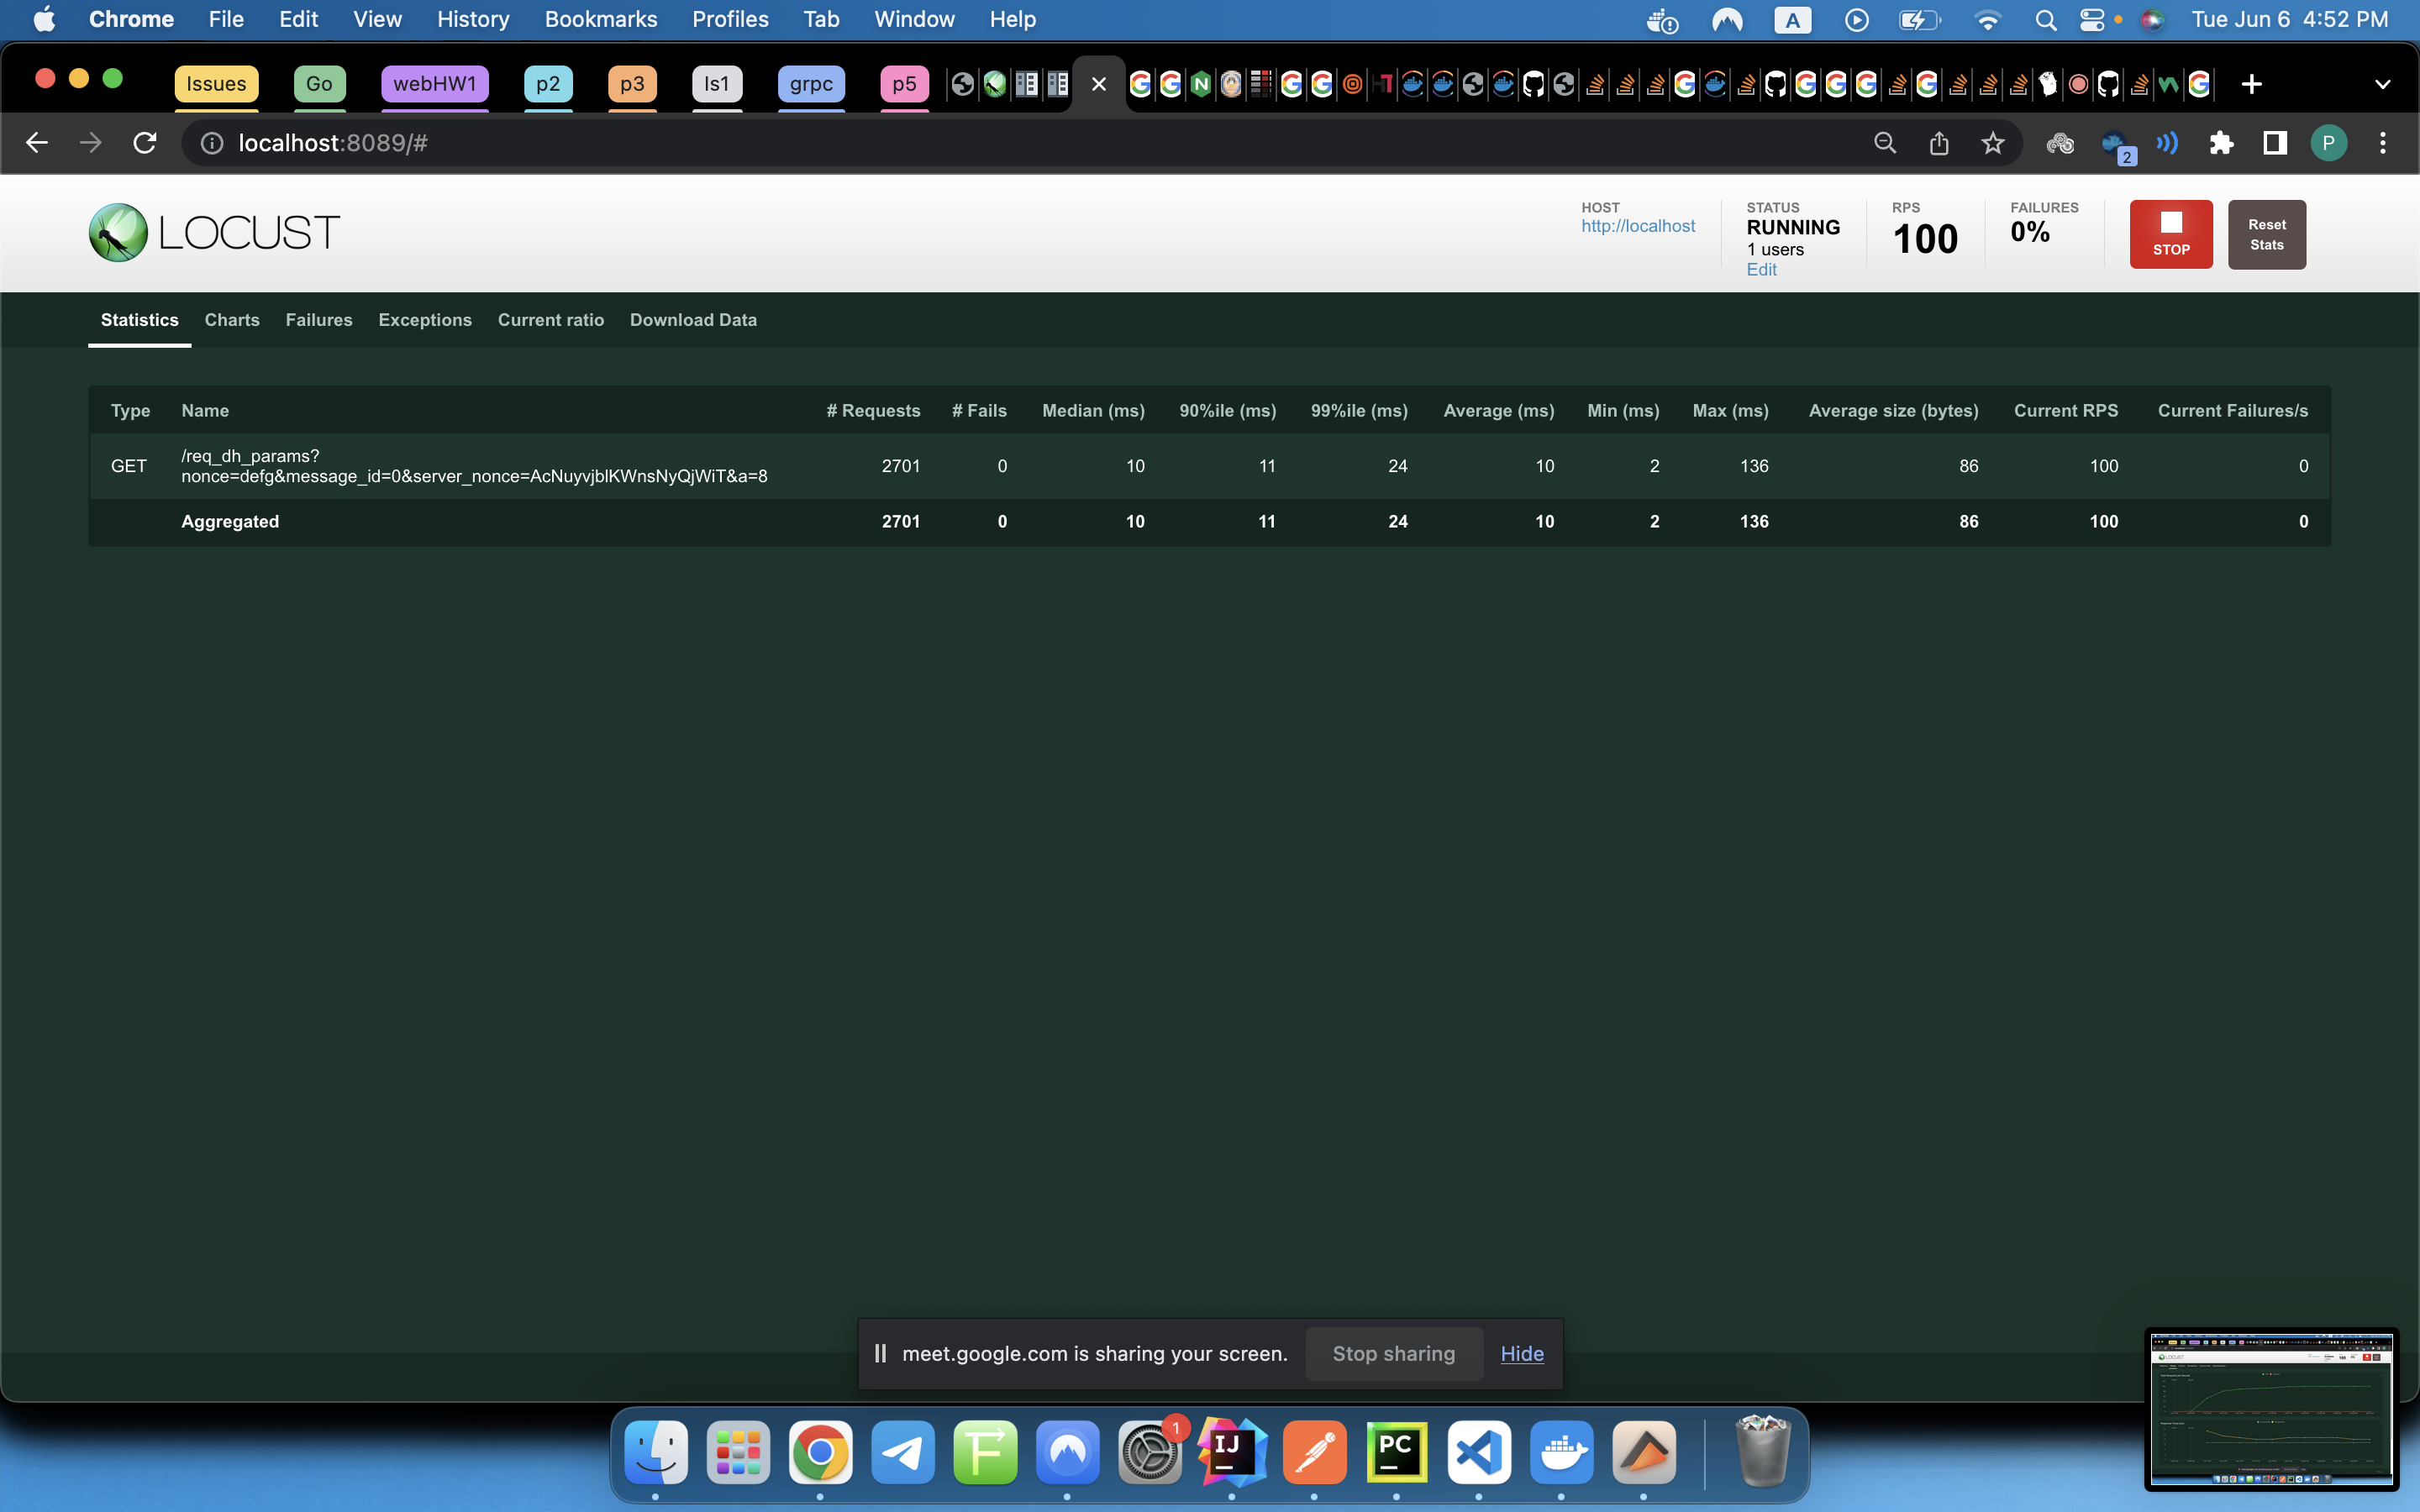 Chrome File Edit View History Bookmarks Profiles Tab Window Help A Tue Jun 6 4:52 PM
Issues Go webHW1 p2 p3 ls1 grpc p5
localhost:8089/# 2 P
LOCUST
HOST
http://localhost
STATUS
RUNNING
1 users
Edit
RPS
100
FAILURES
0%
STOP
Reset
Stats
Statistics Charts Failures Exceptions Current ratio Download Data
Type Name # Requests # Fails Median (ms) 90%ile (ms) 99%ile (ms) Average (ms) Min (ms) Max (ms) Average size (bytes) Current RPS Current Failures/s
GET /req_dh_params?
nonce=defg&message_id=0&server_nonce=AcNuyvjblKWnsNyQjWiT&a=8 2701 0 10 11 24 10 2 136 86 100 0
Aggregated 2701 0 10 11 24 10 2 136 86 100 0
meet.google.com is sharing your screen. Stop sharing Hide
1
IJ
PC